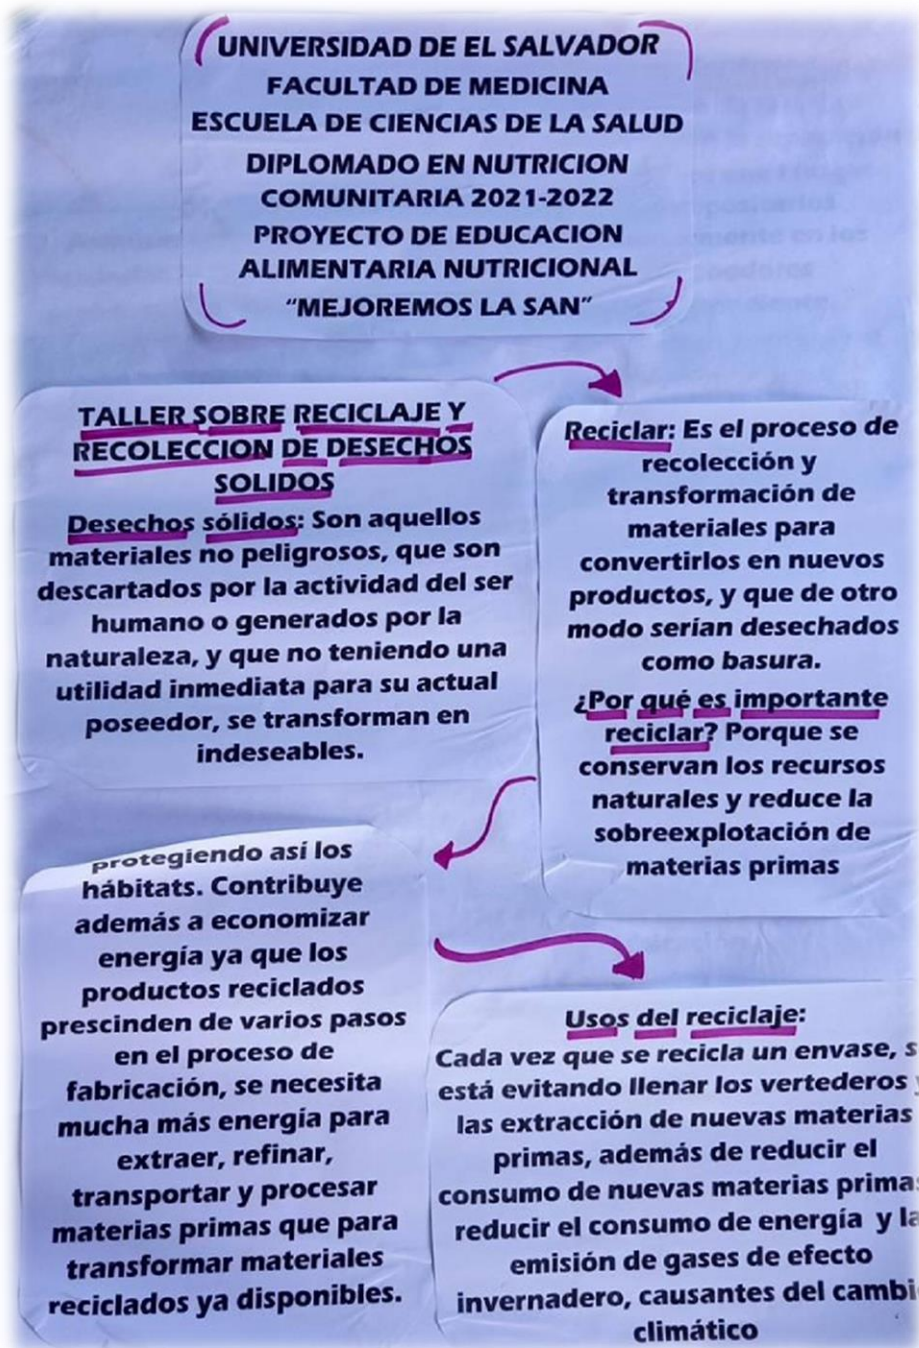 UNIVERSIDAD DE EL SALVADOR
FACULTAD DE MEDICINA
ESCUELA DE CIENCIAS DE LA SALUD
DIPLOMADO EN NUTRICION
COMUNITARIA 2021-2022
PROYECTO DE EDUCACION
ALIMENTARIA NUTRICIONAL
“MEJOREMOS LA SAN”
TALLER SOBRE RECICLAJE Y
RECOLECCION DE DESECHOS
SOLIDOS
Desechos sólidos: Son aquellos
materiales no peligrosos, que son
descartados por la actividad del ser
humano o generados por la
naturaleza, y que no teniendo una
utilidad inmediata para su actual
poseedor, se transforman en
indeseables.
Reciclar: Es el proceso de
recolección y
transformación de
materiales para
convertirlos en nuevos
productos, y que de otro
modo serían desechados
como basura.
¿Por qué es importante
reciclar? Porque se
conservan los recursos
naturales y reduce la
sobreexplotación de
materias primas
protegiendo así los
hábitats. Contribuye
además a economizar
energía ya que los
productos reciclados
prescinden de varios pasos
en el proceso de
fabricación, se necesita
mucha más energía para
extraer, refinar,
transportar y procesar
materias primas que para
transformar materiales
reciclados ya disponibles.
Usos del reciclaje:
Cada vez que se recicla un envase,
está evitando llenar los vertederos
las extracción de nuevas materias
primas, además de reducir el
consumo de nuevas materias
reducir el consumo de energía y
emisión de gases de efecto
invernadero, causantes del
climático